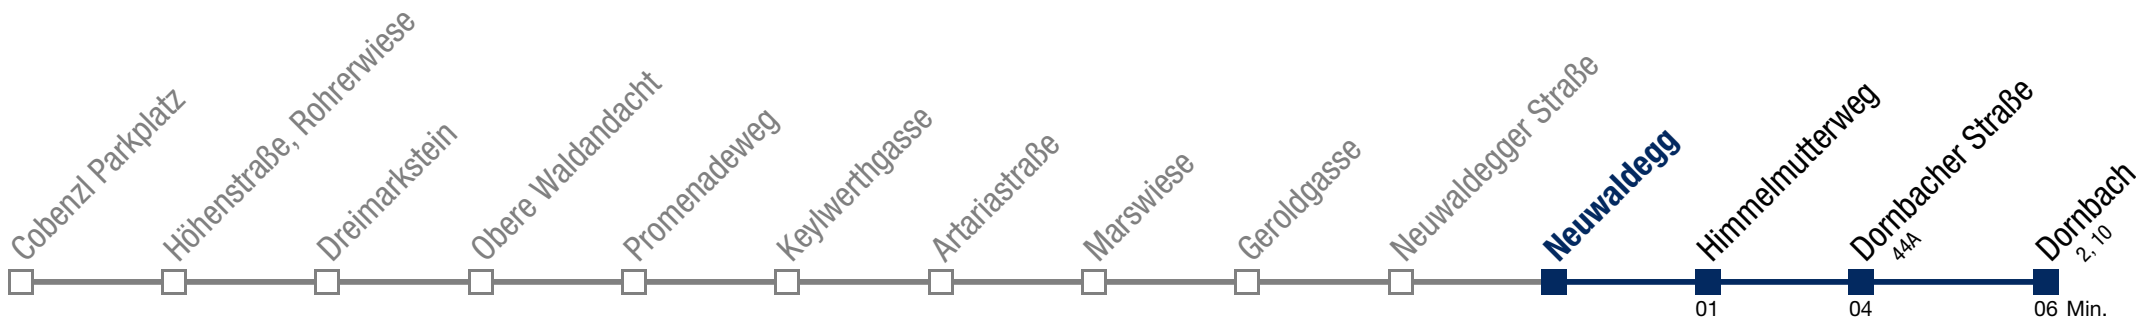 Cobenzl Parkplatz
Höhenstraße, Rohrerwiese
Dreimarkstein
Obere Waldandacht
Promenadeweg
Keylwerthgasse
Artariastraße
Marswiese
Geroldgasse
Neuwaldegger Straße
Neuwaldegg
Himmelmutterweg
Dornbacher Straße
44A
Dornbach
2, 10
01
04
06 Min.